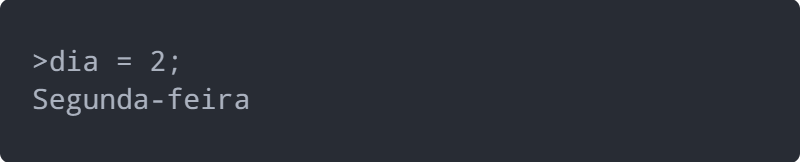 >dia = 2;
Segunda-feira